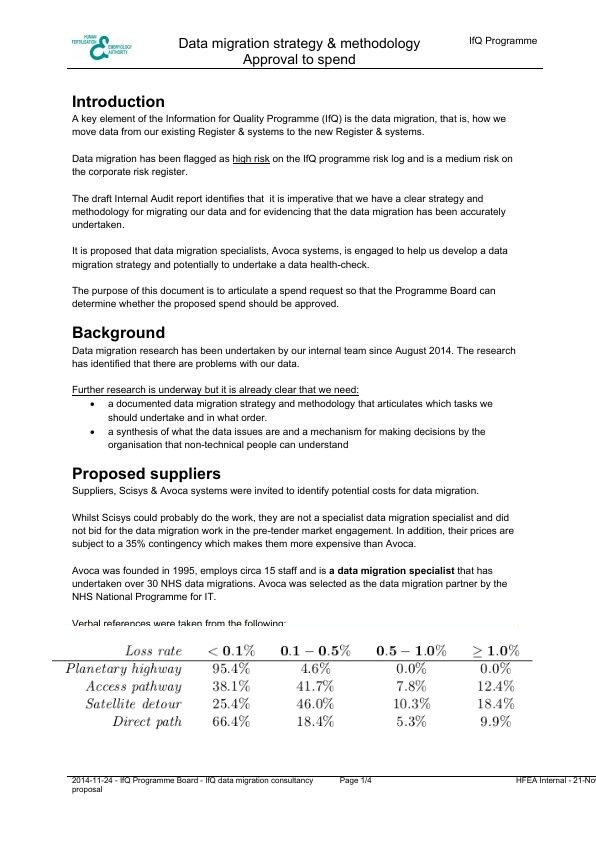 HUMAN
FERTILISATION
EMBRYOLOGY
AUTHORITY
Data migration strategy & methodology
Approval to spend
IfQ Programme
Introduction
A key element of the Information for Quality Programme (IfQ) is the data migration, that is, how we
move data from our existing Register & systems to the new Register & systems.
Data migration has been flagged as high risk on the IfQ programme risk log and is a medium risk on
the corporate risk register.
The draft Internal Audit report identifies that it is imperative that we have a clear strategy and
methodology for migrating our data and for evidencing that the data migration has been accurately
undertaken.
It is proposed that data migration specialists, Avoca systems, is engaged to help us develop a data
migration strategy and potentially to undertake a data health-check.
The purpose of this document is to articulate a spend request so that the Programme Board can
determine whether the proposed spend should be approved.
Background
Data migration research has been undertaken by our internal team since August 2014. The research
has identified that there are problems with our data.
Further research is underway but it is already clear that we need:
• a documented data migration strategy and methodology that articulates which tasks we
should undertake and in what order.
• a synthesis of what the data issues are and a mechanism for making decisions by the
organisation that non-technical people can understand
Proposed suppliers
Suppliers, Scisys & Avoca systems were invited to identify potential costs for data migration.
Whilst Scisys could probably do the work, they are not a specialist data migration specialist and did
not bid for the data migration work in the pre-tender market engagement. In addition, their prices are
subject to a 35% contingency which makes them more expensive than Avoca.
Avoca was founded in 1995, employs circa 15 staff and is a data migration specialist that has
undertaken over 30 NHS data migrations. Avoca was selected as the data migration partner by the
NHS National Programme for IT.
Verbal references were taken from the following:
Loss rate < 0.1% 0.1 – 0.5% 0.5 – 1.0% ≥ 1.0%
Planetary highway 95.4% 4.6% 0.0% 0.0%
Access pathway 38.1% 41.7% 7.8% 12.4%
Satellite detour 25.4% 46.0% 10.3% 18.4%
Direct path 66.4% 18.4% 5.3% 9.9%
2014-11-24 - IfQ Programme Board - IfQ data migration consultancy Page 1/4 HFEA Internal - 21-No
proposal